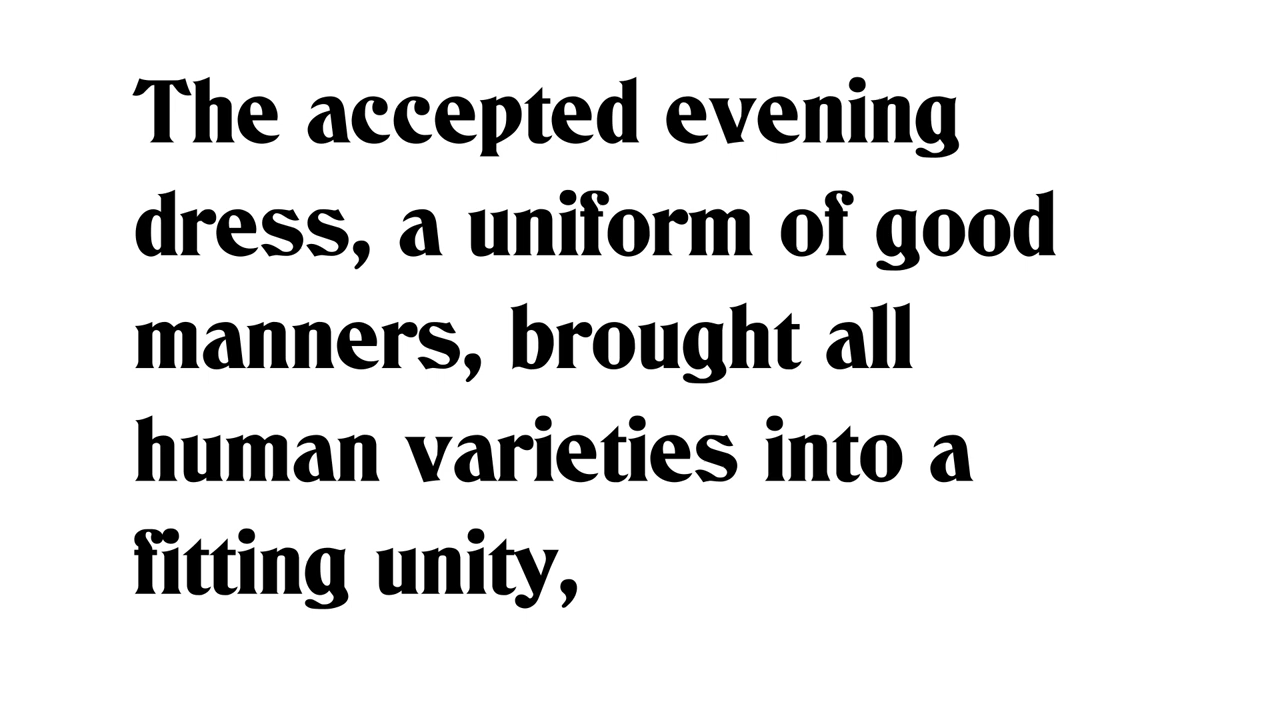 The accepted evening
dress, a uniform of good
manners, brought all
human varieties into a
fitting unity,